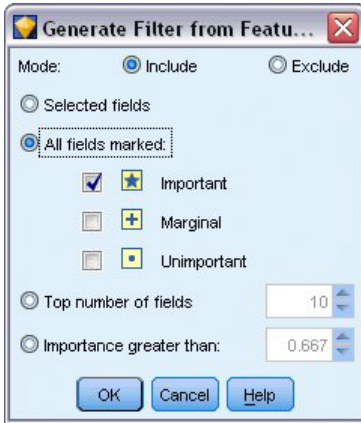 Generate Filter from Featu...
Mode: Include Exclude
Selected fields
All fields marked:
Important
Marginal
Unimportant
Top number of fields 10
Importance greater than: 0.667
OK Cancel Help